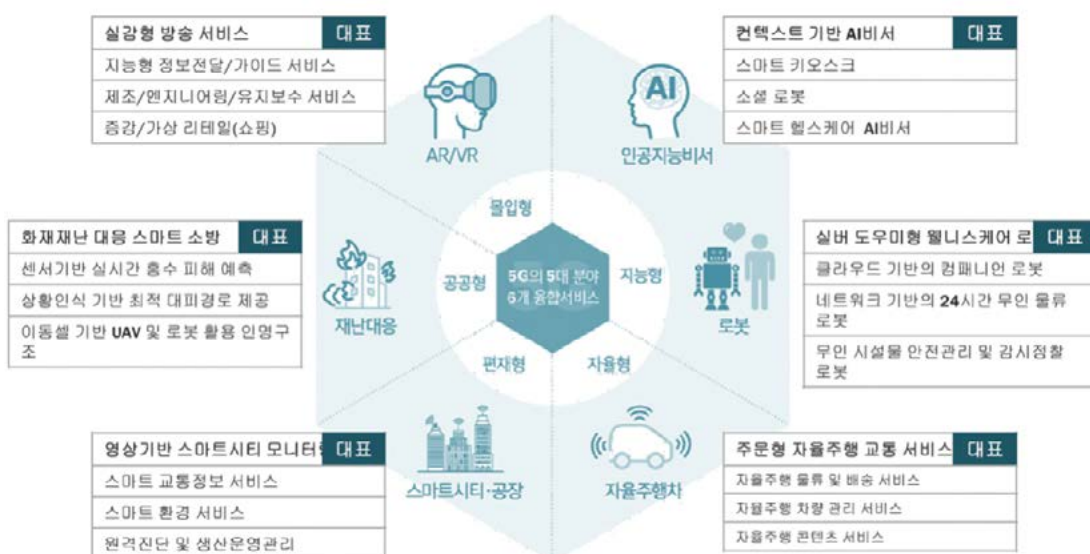 실감형 방송 서비스 대표
지능형 정보전달/가이드 서비스
제조/엔지니어링/유지보수 서비스
증강/가상 리테일(쇼핑)
컨텍스트 기반 AI비서 대표
스마트 키오스크
소셜 로봇
스마트 헬스케어 AI비서
AR/VR
AI
인공지능비서
화재재난 대응 스마트 소방 대표
센서기반 실시간 홍수 피해 예측
상황인식 기반 최적 대피경로 제공
이동셀 기반 UAV 및 로봇 활용 인명구
조
재난대응
몰입형
공공형
지능형
편재형
자율형
5G의 5대 분야
6개 융합서비스
로봇
실버 도우미형 웰니스케어 로 대표
클라우드 기반의 컴패니언 로봇
네트워크 기반의 24시간 무인 물류
로봇
무인 시설물 안전관리 및 감시정찰
로봇
영상기반 스마트시티 모니터링 대표
스마트 교통정보 서비스
스마트 환경 서비스
원격진단 및 생산운영관리
스마트시티·공장
자율주행차
주문형 자율주행 교통 서비스 대표
자율주행 물류 및 배송 서비스
자율주행 차량 관리 서비스
자율주행 콘텐츠 서비스